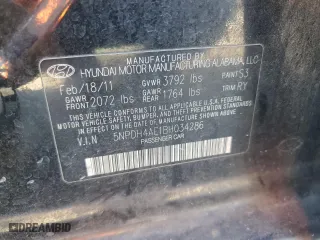 MANUFACTURED BY
HYUNDAI MOTOR MANUFACTURING ALABAMA, LLC
Feb/18/11 GVWR 3792 lbs PAINT S3
GAWR FRONT 2072 lbs GAWR REAR 1764 lbs TRIM RY
THIS VEHICLE CONFORMS TO ALL APPLICABLE U.S.
FEDERAL MOTOR VEHICLE SAFETY, BUMPER, AND
THEFT PREVENTION STANDARDS IN EFFECT ON THE
DATE OF MANUFACTURE SHOWN ABOVE.
V.I.N 5NPDH4AE1BH034286
PASSENGER CAR